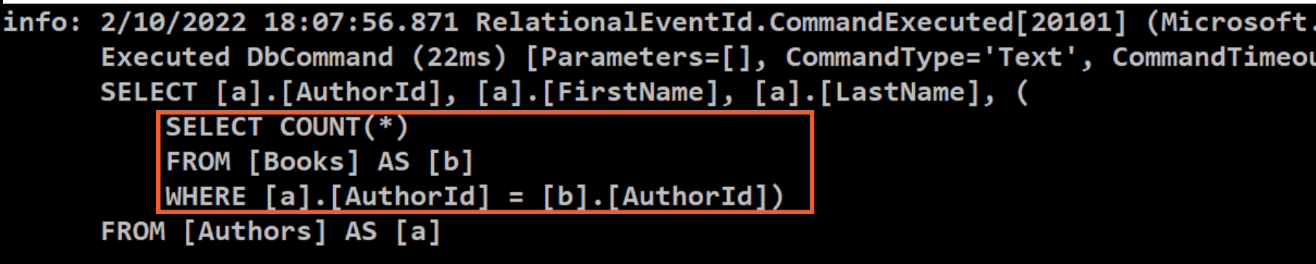 info: 2/10/2022 18:07:56.871 RelationalEventId.CommandExecuted[20101] (Microsoft.
Executed DbCommand (22ms) [Parameters=[], CommandType='Text', CommandTimeou
SELECT [a].[AuthorId], [a].[FirstName], [a].[LastName], (
SELECT COUNT(*)
FROM [Books] AS [b]
WHERE [a].[AuthorId] = [b].[AuthorId])
FROM [Authors] AS [a]